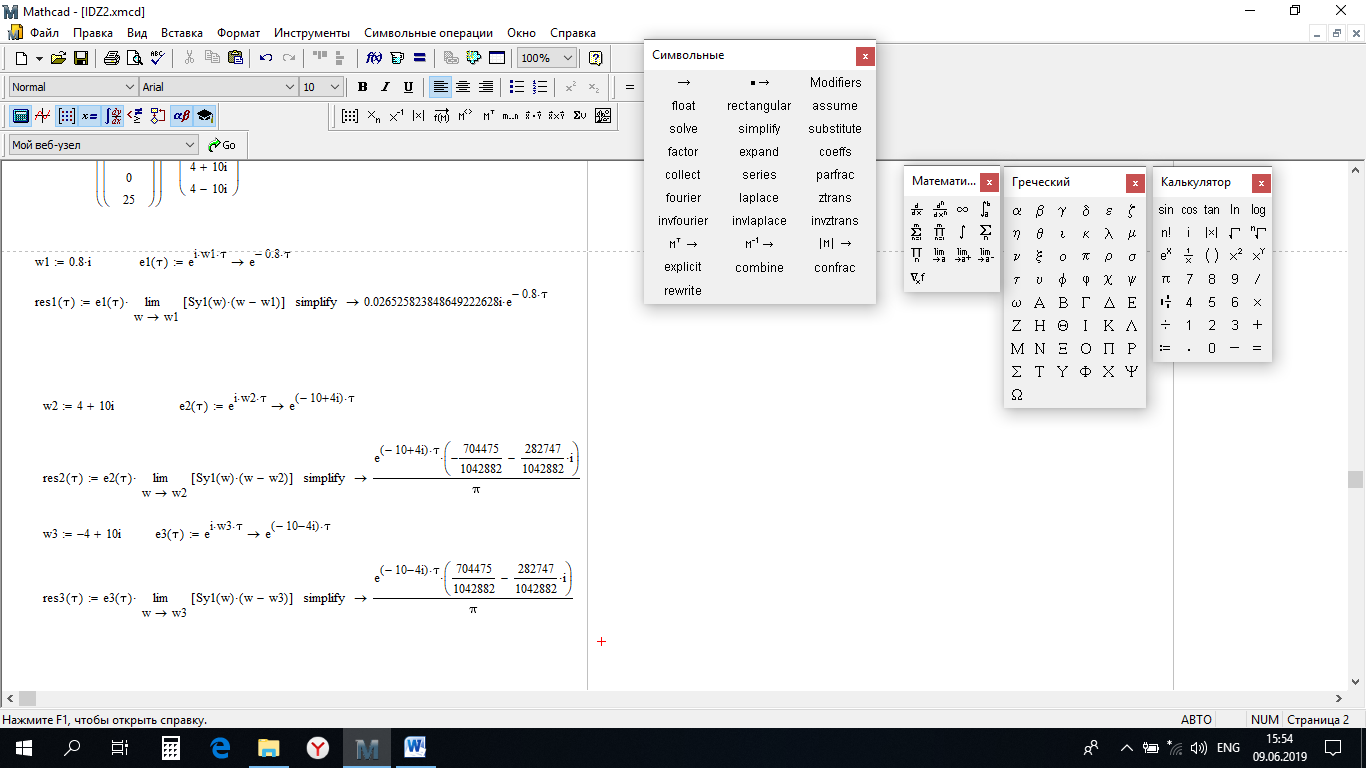 Mathcad - [IDZ2.xmcd]
Файл Правка Вид Вставка Формат Инструменты Символьные операции Окно Справка
100%
Normal Arial 10 B I U
Мой веб-узел Go
0
25
4 + 10i
4 − 10i
w1 := 0.8·i e1(τ) := e^(i·w1·τ) → e^(−0.8·τ)
res1(τ) := e1(τ)· lim w → w1 [Sy1(w)·(w − w1)] simplify → 0.026525823848649222628i·e^(−0.8·τ)
w2 := 4 + 10i e2(τ) := e^(i·w2·τ) → e^((−10+4i)·τ)
res2(τ) := e2(τ)· lim w → w2 [Sy1(w)·(w − w2)] simplify → e^((−10+4i)·τ)·(−704475/1042882 − 282747/1042882·i)/π
w3 := −4 + 10i e3(τ) := e^(i·w3·τ) → e^((−10−4i)·τ)
res3(τ) := e3(τ)· lim w → w3 [Sy1(w)·(w − w3)] simplify → e^((−10−4i)·τ)·(704475/1042882 − 282747/1042882·i)/π
Символьные
→ ▪ → Modifiers
float rectangular assume
solve simplify substitute
factor expand coeffs
collect series parfrac
fourier laplace ztrans
invfourier invlaplace invztrans
Mᵀ → M⁻¹ → |M| →
explicit combine confrac
rewrite
Математи...
Греческий
α β γ δ ε ζ
η θ ι κ λ μ
ν ξ ο π ρ σ
τ υ ϕ φ χ ψ
ω Α Β Γ Δ Ε
Ζ Η Θ Ι Κ Λ
Μ Ν Ξ Ο Π Ρ
Σ Τ Υ Φ Χ Ψ
Ω
Калькулятор
sin cos tan ln log
n! i |×| √ ⁿ√
eˣ 1/x ( ) x² xʸ
π 7 8 9 /
4 5 6 ×
÷ 1 2 3 +
:= . 0 − =
Нажмите F1, чтобы открыть справку.
АВТО NUM Страница 2
ENG
15:54
09.06.2019